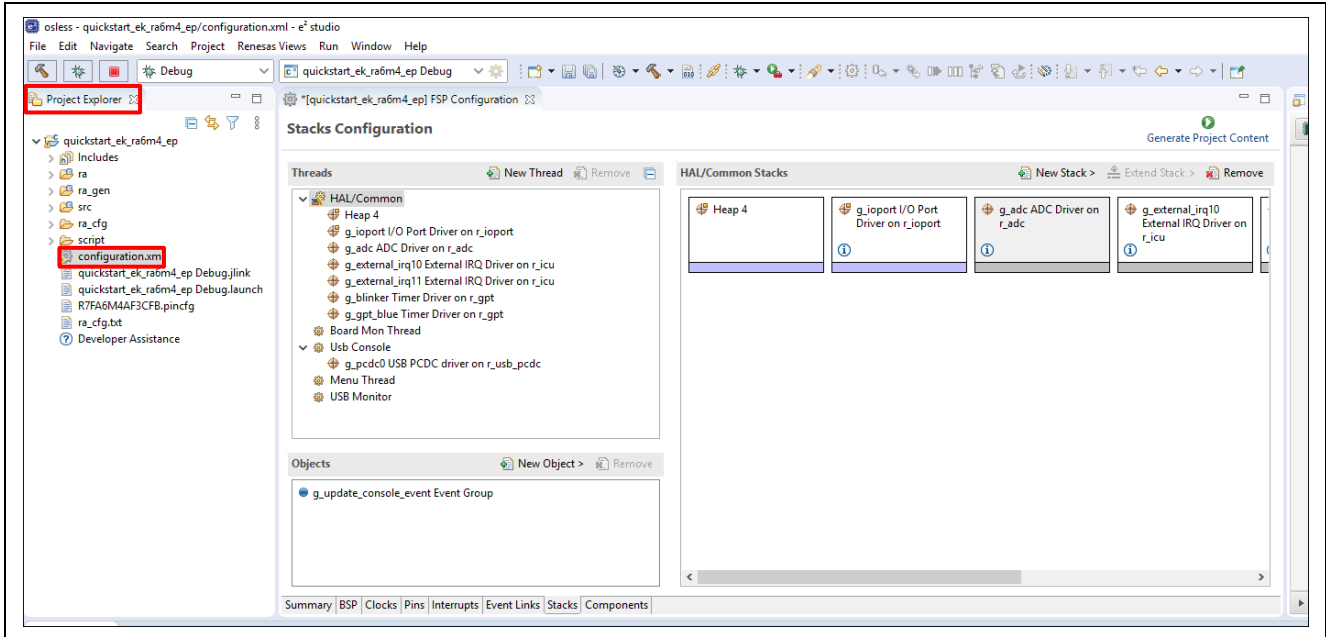 osless - quickstart_ek_ra6m4_ep/configuration.xml - e² studio
File Edit Navigate Search Project Renesas Views Run Window Help
Debug
quickstart_ek_ra6m4_ep Debug
Project Explorer
*[quickstart_ek_ra6m4_ep] FSP Configuration
quickstart_ek_ra6m4_ep
Includes
ra
ra_gen
src
ra_cfg
script
configuration.xm
quickstart_ek_ra6m4_ep Debug.jlink
quickstart_ek_ra6m4_ep Debug.launch
R7FA6M4AF3CFB.pincfg
ra_cfg.txt
Developer Assistance
Stacks Configuration
Generate Project Content
Threads
New Thread
Remove
HAL/Common
Heap 4
g_ioport I/O Port Driver on r_ioport
g_adc ADC Driver on r_adc
g_external_irq10 External IRQ Driver on r_icu
g_external_irq11 External IRQ Driver on r_icu
g_blinker Timer Driver on r_gpt
g_gpt_blue Timer Driver on r_gpt
Board Mon Thread
Usb Console
g_pcdc0 USB PCDC driver on r_usb_pcdc
Menu Thread
USB Monitor
Objects
New Object >
Remove
g_update_console_event Event Group
HAL/Common Stacks
New Stack >
Extend Stack >
Remove
Heap 4
g_ioport I/O Port
Driver on r_ioport
g_adc ADC Driver on
r_adc
g_external_irq10
External IRQ Driver on
r_icu
Summary BSP Clocks Pins Interrupts Event Links Stacks Components